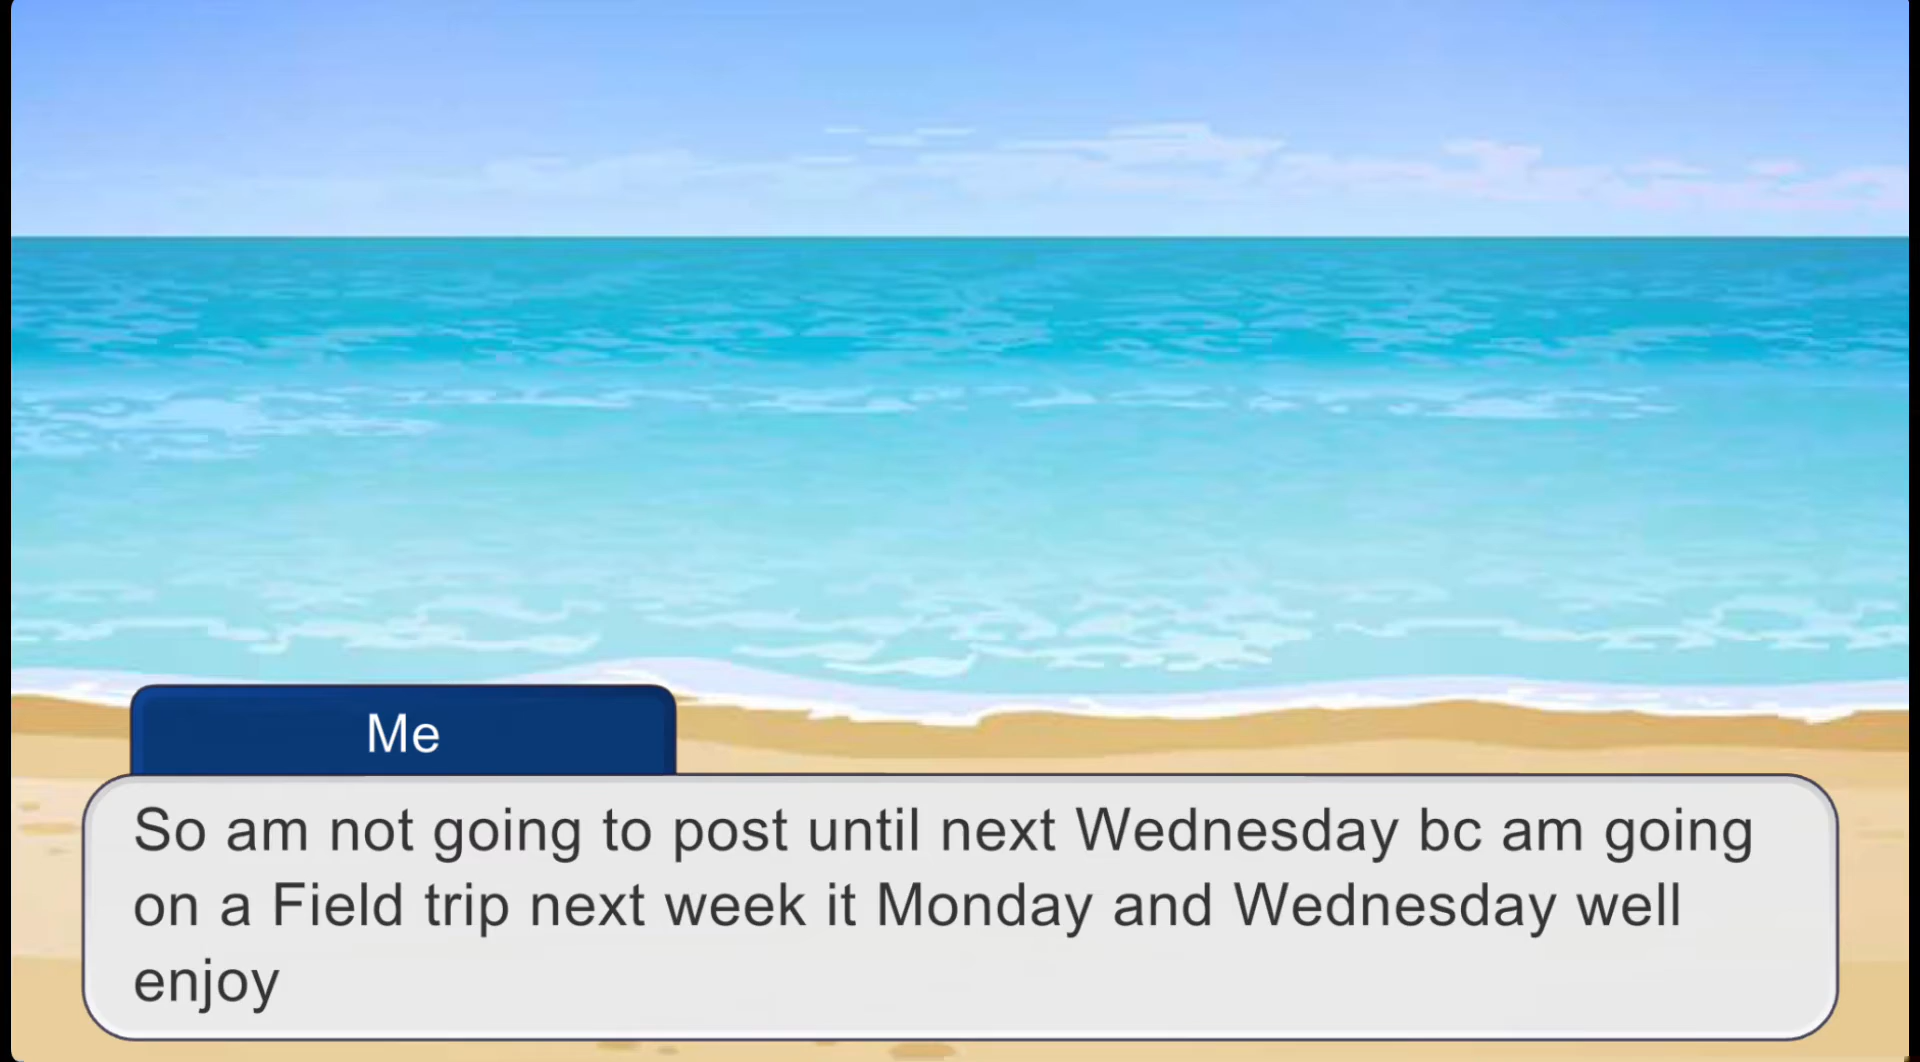 Me
So am not going to post until next Wednesday bc am going
on a Field trip next week it Monday and Wednesday well
enjoy